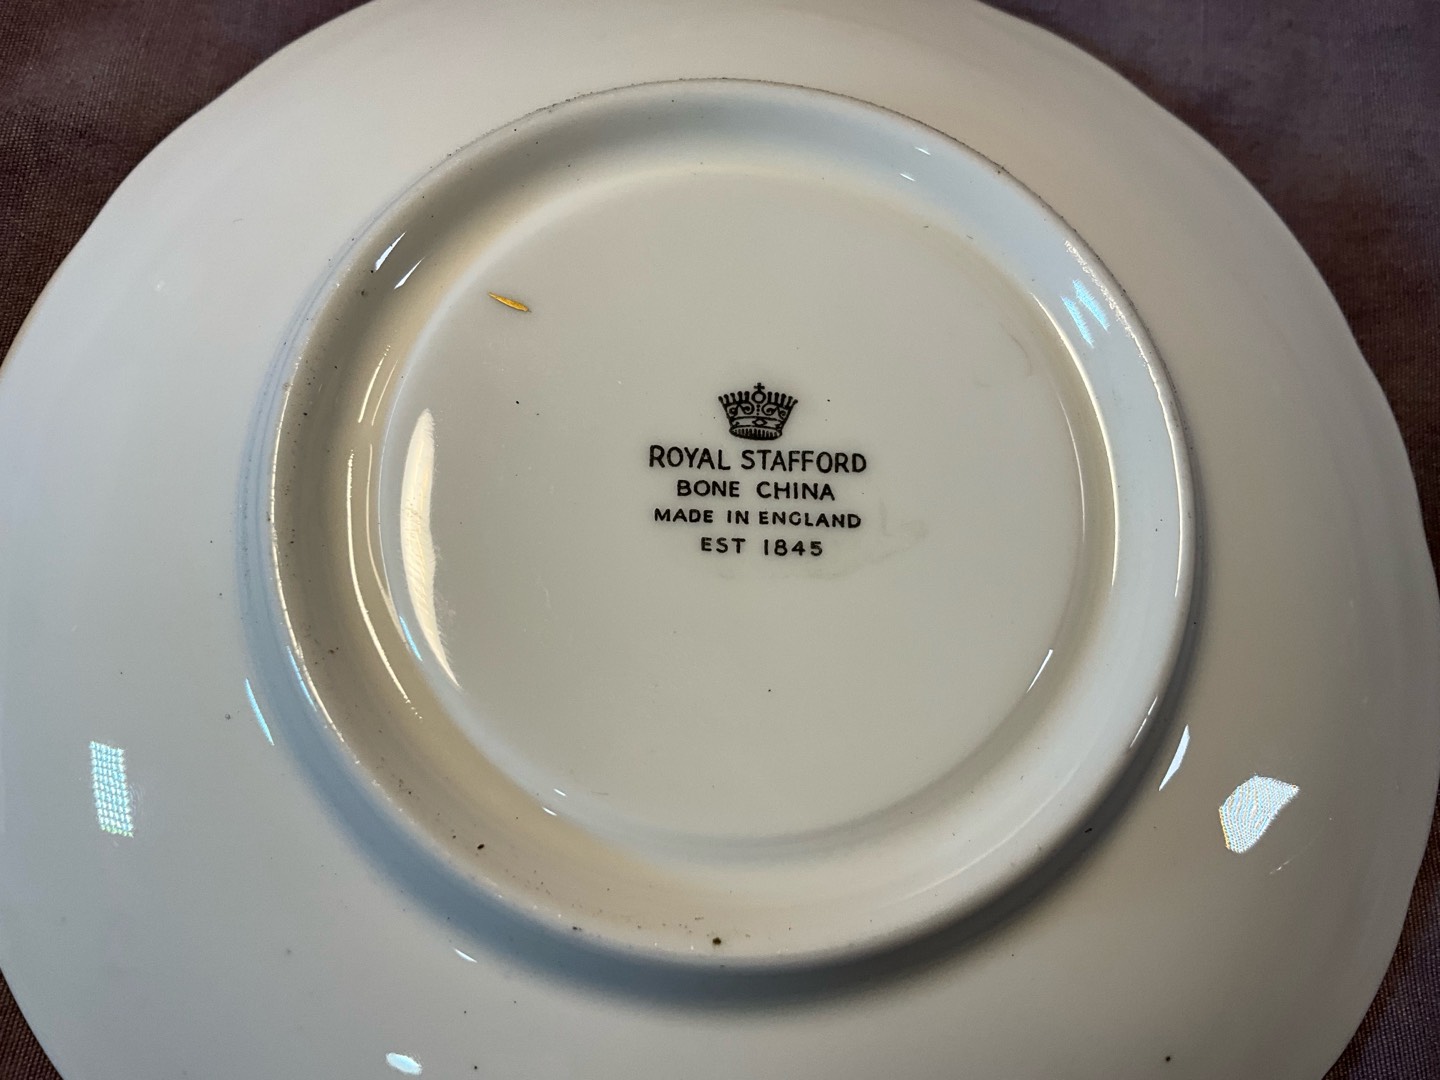 ROYAL STAFFORD
BONE CHINA
MADE IN ENGLAND
EST 1845